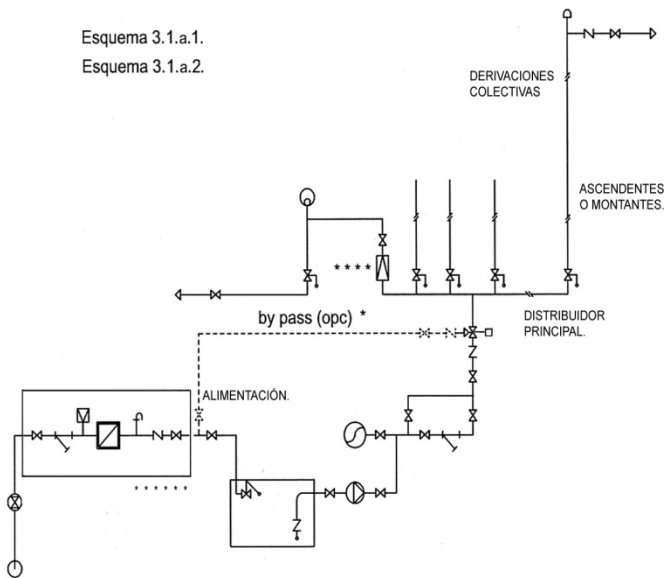 Esquema 3.1.a.1.
Esquema 3.1.a.2.
DERIVACIONES
COLECTIVAS
ASCENDENTES
O MONTANTES.
* * * *
by pass (opc) *
DISTRIBUIDOR
PRINCIPAL.
ALIMENTACIÓN.
* * * * * *